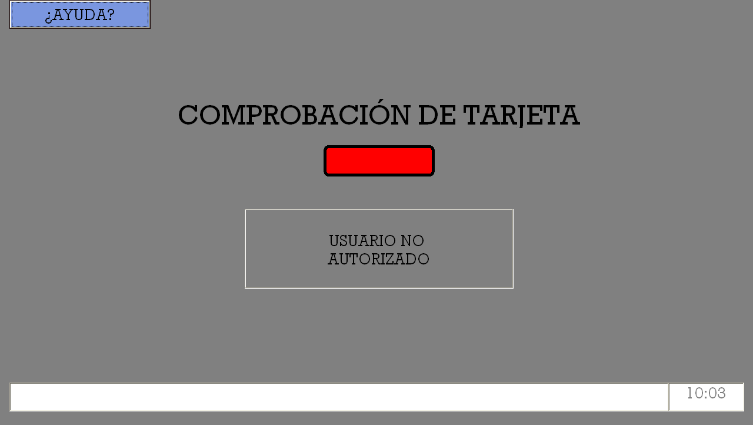 ¿AYUDA?
COMPROBACIÓN DE TARJETA
USUARIO NO
AUTORIZADO
10:03